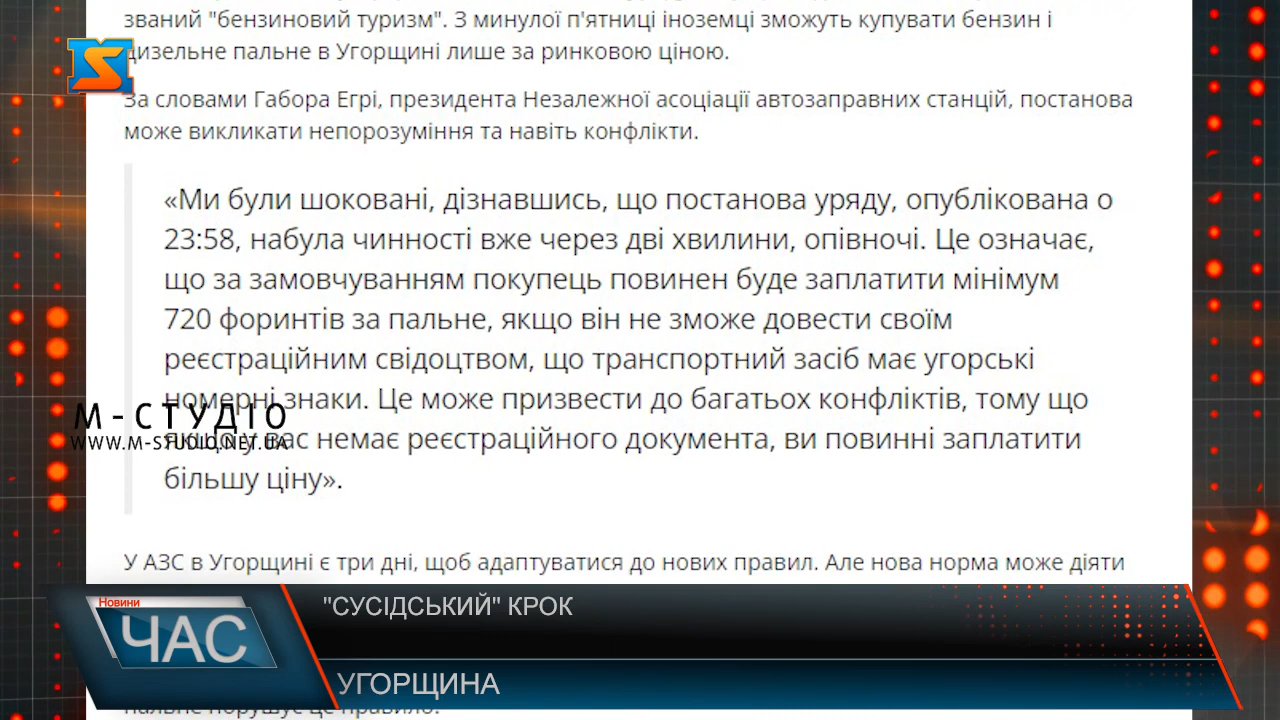 званий "бензиновий туризм". З минулої п'ятниці іноземці зможуть купувати бензин і
дизельне пальне в Угорщині лише за ринковою ціною.
За словами Габора Егрі, президента Незалежної асоціації автозаправних станцій, постанова
може викликати непорозуміння та навіть конфлікти.
«Ми були шоковані, дізнавшись, що постанова уряду, опублікована о
23:58, набула чинності вже через дві хвилини, опівночі. Це означає,
що за замовчуванням покупець повинен буде заплатити мінімум
720 форинтів за пальне, якщо він не зможе довести своїм
реєстраційним свідоцтвом, що транспортний засіб має угорські
номерні знаки. Це може призвести до багатьох конфліктів, тому що
М-СТУДІО
WWW.M-STUDIO.NET.UA
якщо у вас немає реєстраційного документа, ви повинні заплатити
більшу ціну».
У АЗС в Угорщині є три дні, щоб адаптуватися до нових правил. Але нова норма може діяти
Новини
ЧАС
"СУСІДСЬКИЙ" КРОК
УГОРЩИНА
пальне порушує це правило.